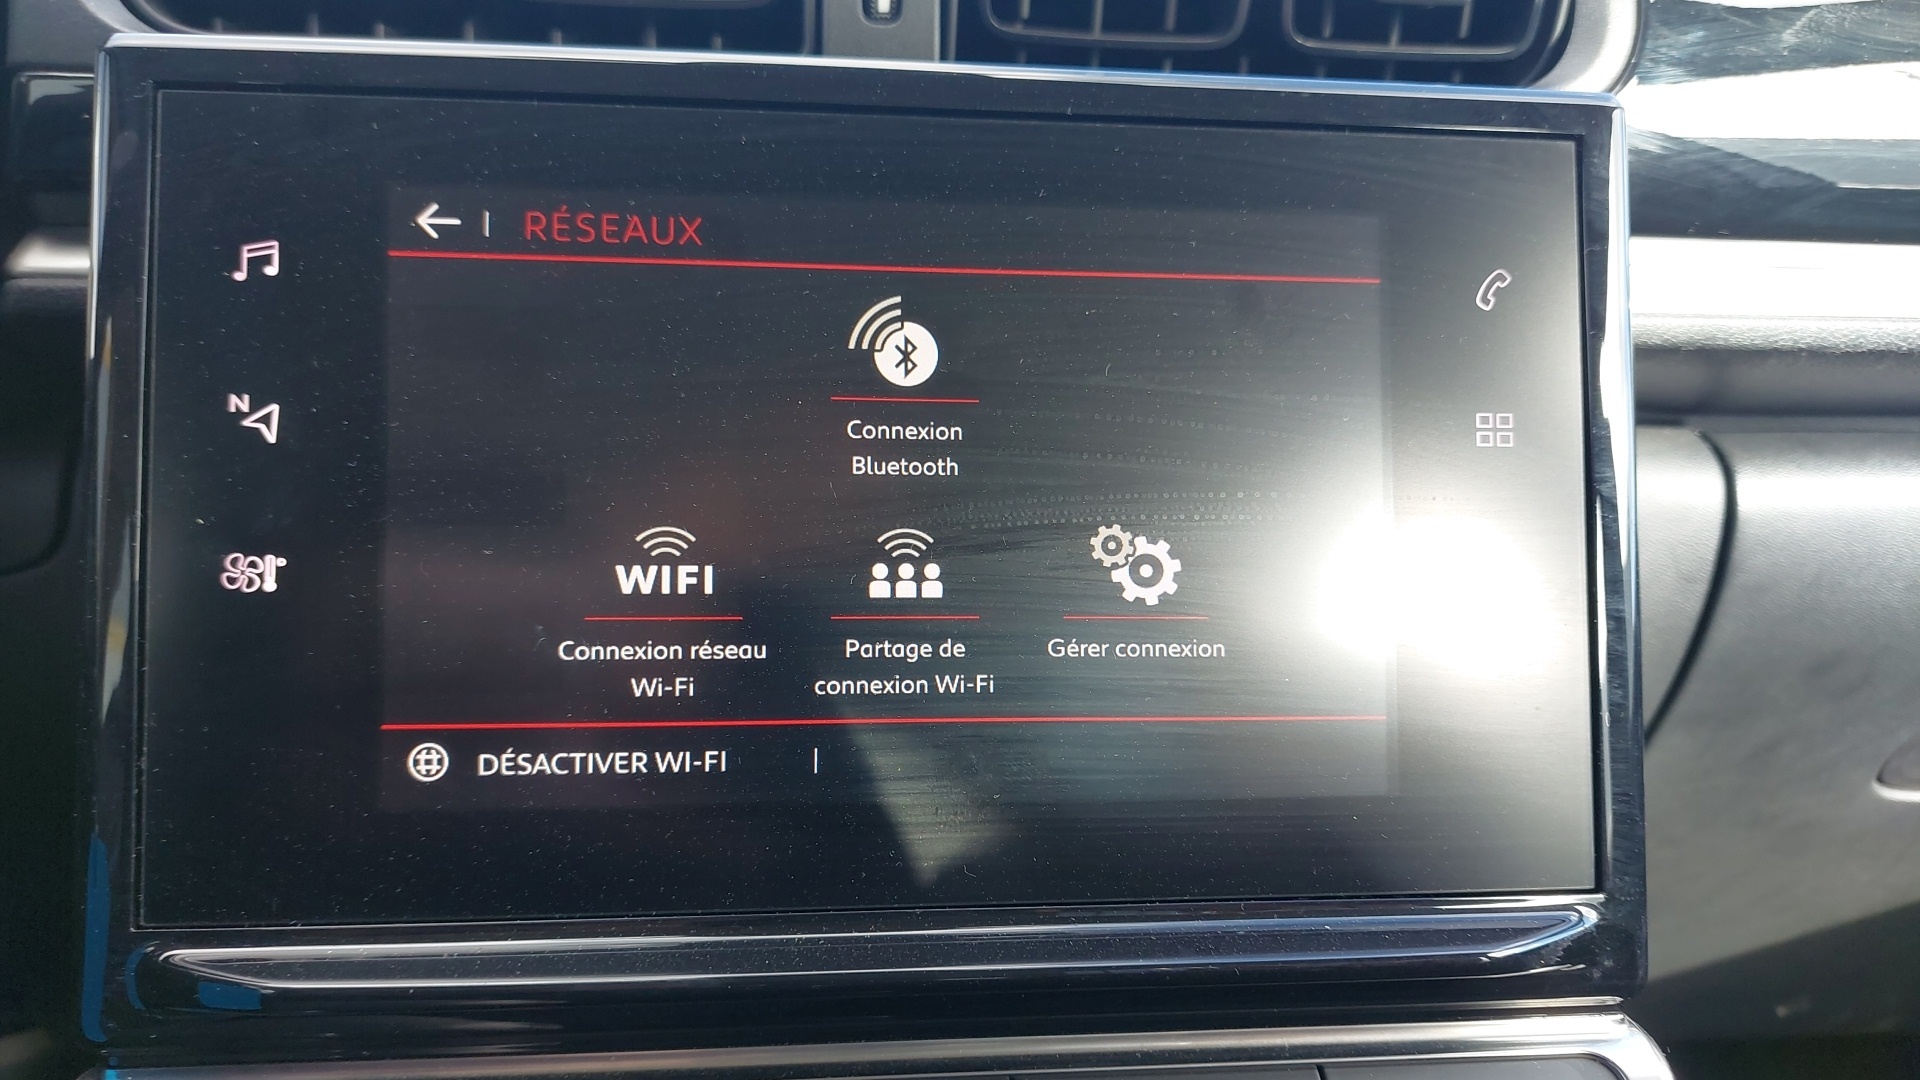 RÉSEAUX
N
Connexion
Bluetooth
WIFI
Connexion réseau
Wi-Fi
Partage de
connexion Wi-Fi
Gérer connexion
DÉSACTIVER WI-FI